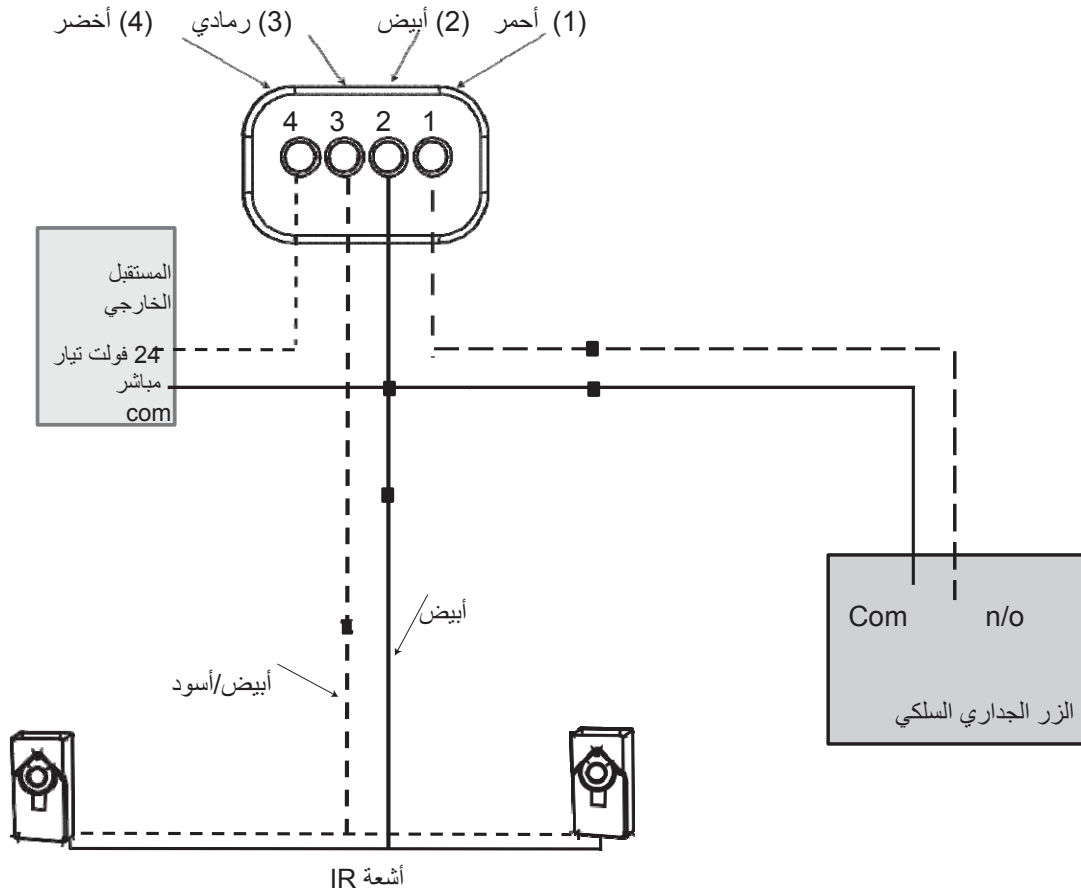 (1) أحمر
(2) أبيض
(3) رمادي
(4) أخضر
4 3 2 1
المستقبل
الخارجي
24 فولت تيار
مباشر
com
Com n/o
الزر الجداري السلكي
أبيض
أبيض/أسود
أشعة IR